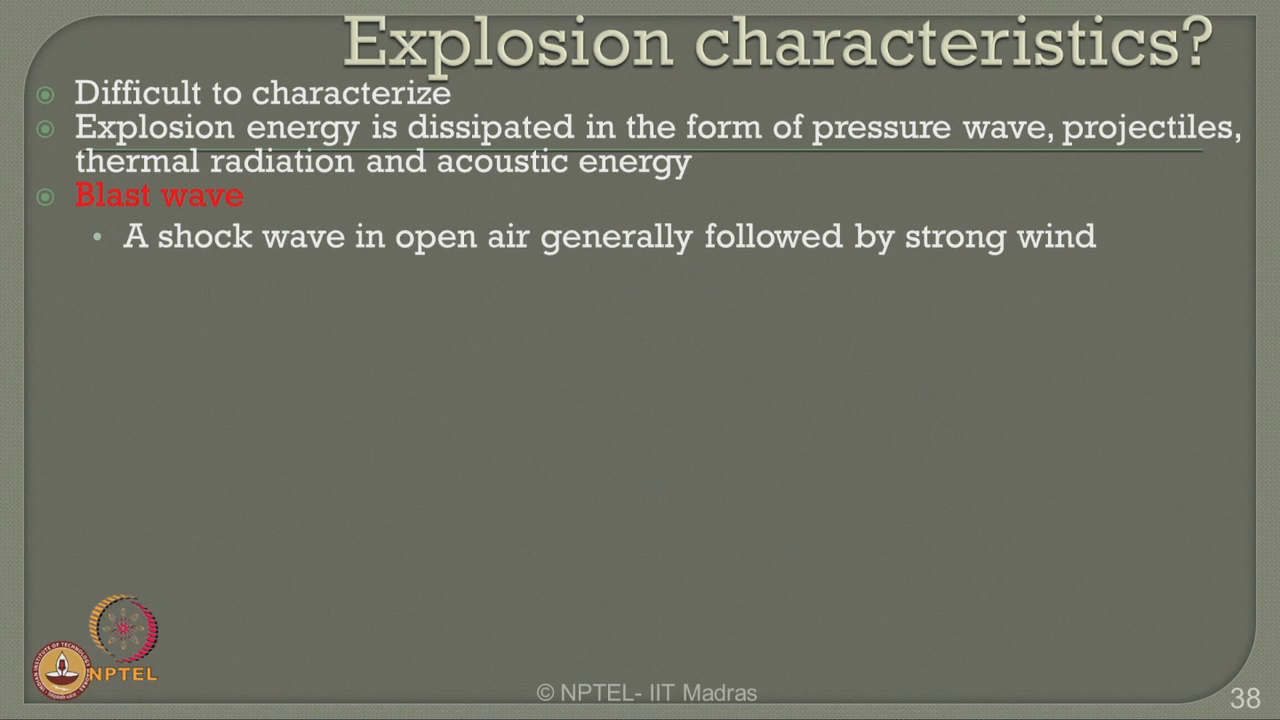 Explosion characteristics?
Difficult to characterize
Explosion energy is dissipated in the form of pressure wave, projectiles,
thermal radiation and acoustic energy
Blast wave
• A shock wave in open air generally followed by strong wind
NPTEL
© NPTEL- IIT Madras
38